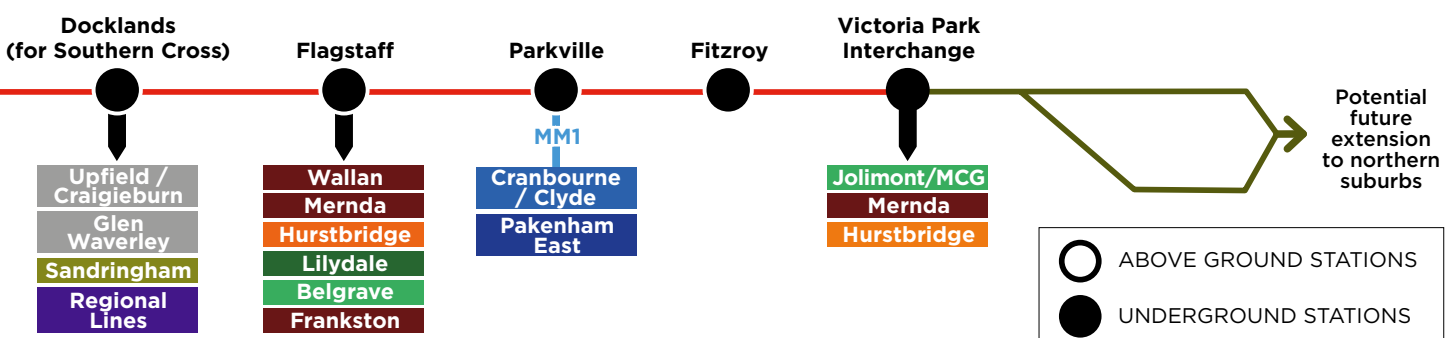 Docklands
(for Southern Cross)
Flagstaff
Parkville
Fitzroy
Victoria Park
Interchange
Potential
future
extension
to northern
suburbs
MM1
Upfield /
Craigieburn
Glen
Waverley
Sandringham
Regional
Lines
Wallan
Mernda
Hurstbridge
Lilydale
Belgrave
Frankston
Cranbourne
/ Clyde
Pakenham
East
Jolimont/MCG
Mernda
Hurstbridge
ABOVE GROUND STATIONS
UNDERGROUND STATIONS